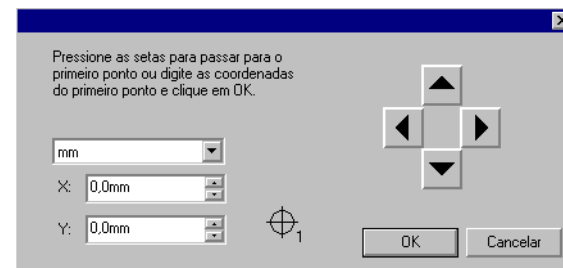 Pressione as setas para passar para o
primeiro ponto ou digite as coordenadas
do primeiro ponto e clique em OK.
mm
X: 0,0mm
Y: 0,0mm
1
OK
Cancelar